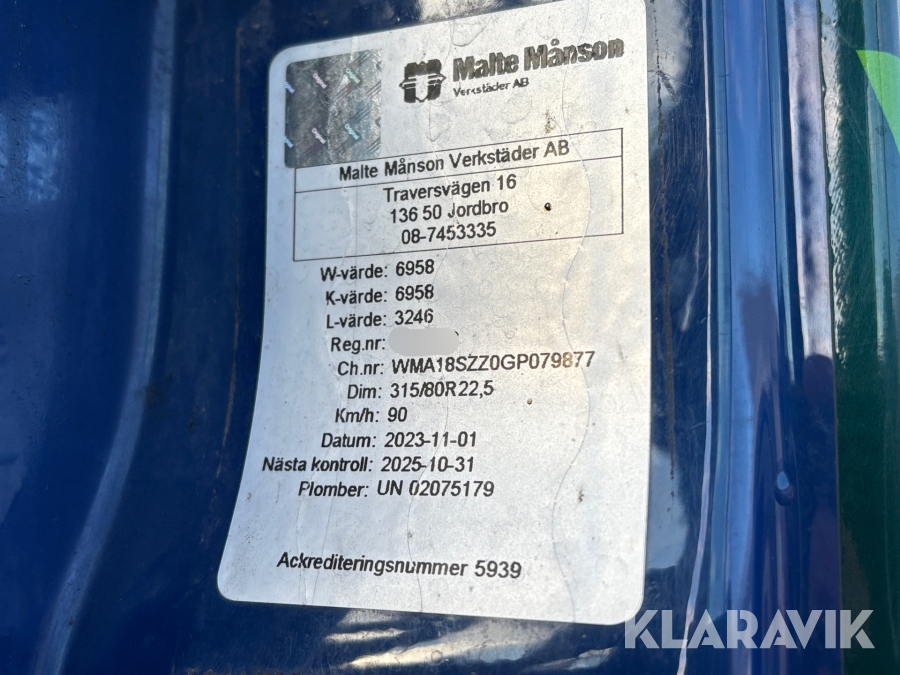 Malte Månson
Verkstäder AB
Malte Månson Verkstäder AB
Traversvägen 16
136 50 Jordbro
08-7453335
W-värde: 6958
K-värde: 6958
L-värde: 3246
Reg.nr:
Ch.nr: WMA18SZZ0GP079877
Dim: 315/80R22,5
Km/h: 90
Datum: 2023-11-01
Nästa kontroll: 2025-10-31
Plomber: UN 02075179
Ackrediteringsnummer 5939
KLARAVIK